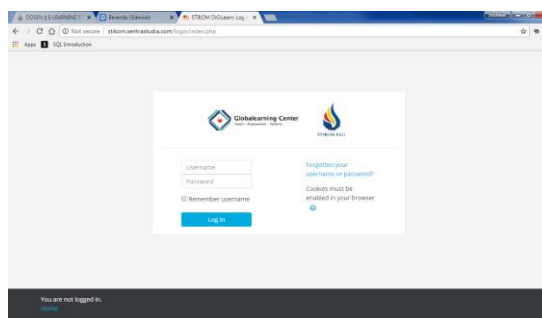 DOSEN || E-LEARNING S
Beranda | Edmodo
STIKOM DiGiLearn: Log i
Not secure | stikom.sentrastudia.com/login/index.php
Apps
SQL Introduction
Globalearning Center
STIKOM BALI
Username
Password
Remember username
Log in
Forgotten your
username or password?
Cookies must be
enabled in your browser
You are not logged in.
Home